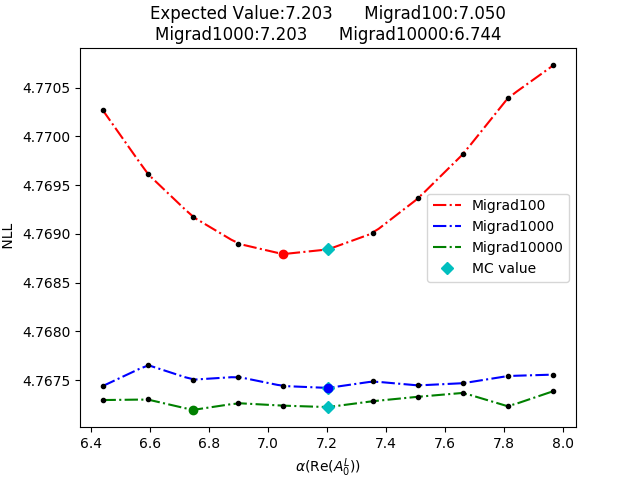 Expected Value:7.203 Migrad100:7.050
Migrad1000:7.203 Migrad10000:6.744
4.7705
4.7700
4.7695
4.7690
4.7685
4.7680
4.7675
NLL
Migrad100
Migrad1000
Migrad10000
MC value
6.4 6.6 6.8 7.0 7.2 7.4 7.6 7.8 8.0
α(Re(A₀ᴸ))